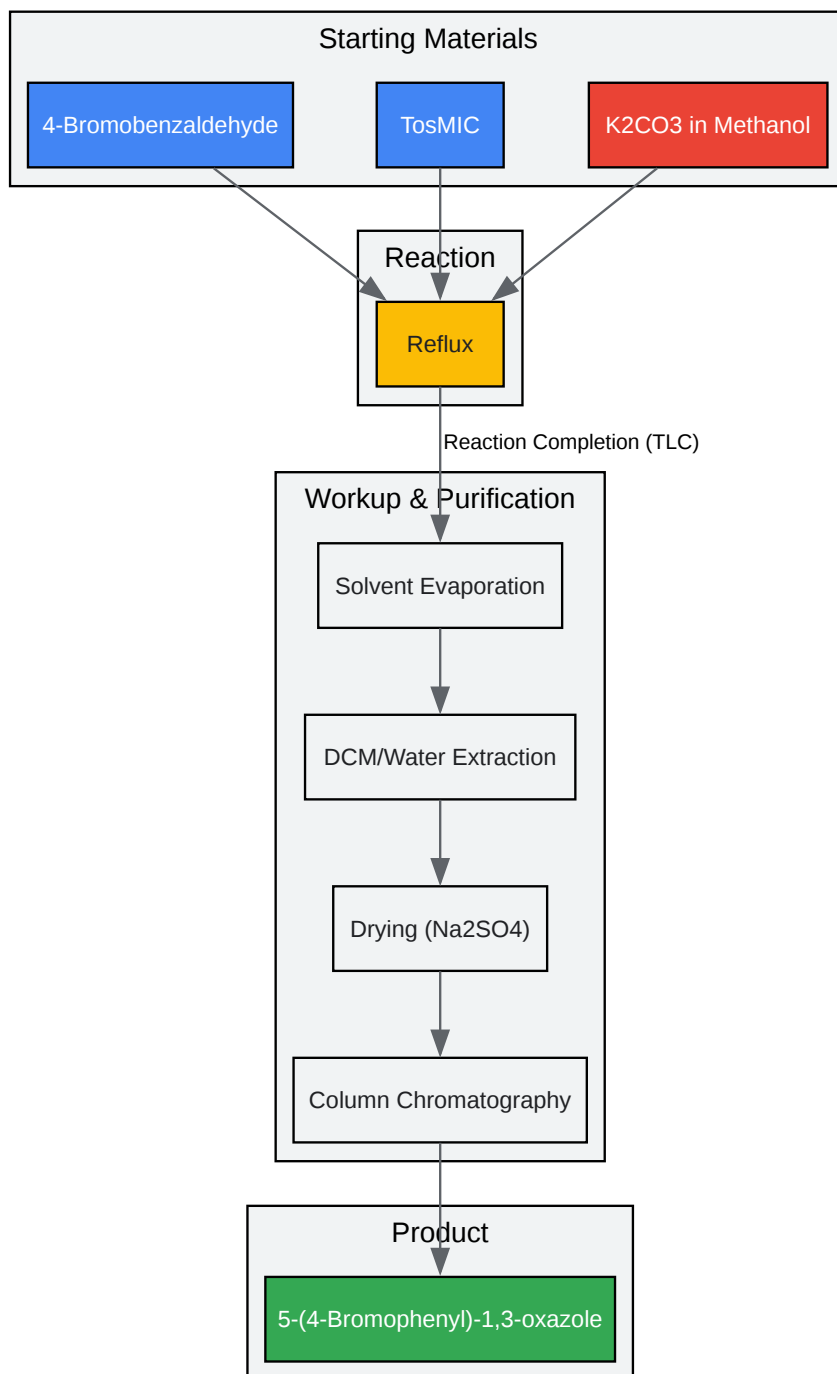 Starting Materials
4-Bromobenzaldehyde
TosMIC
K2CO3 in Methanol
Reaction
Reflux
Reaction Completion (TLC)
Workup & Purification
Solvent Evaporation
DCM/Water Extraction
Drying (Na2SO4)
Column Chromatography
Product
5-(4-Bromophenyl)-1,3-oxazole